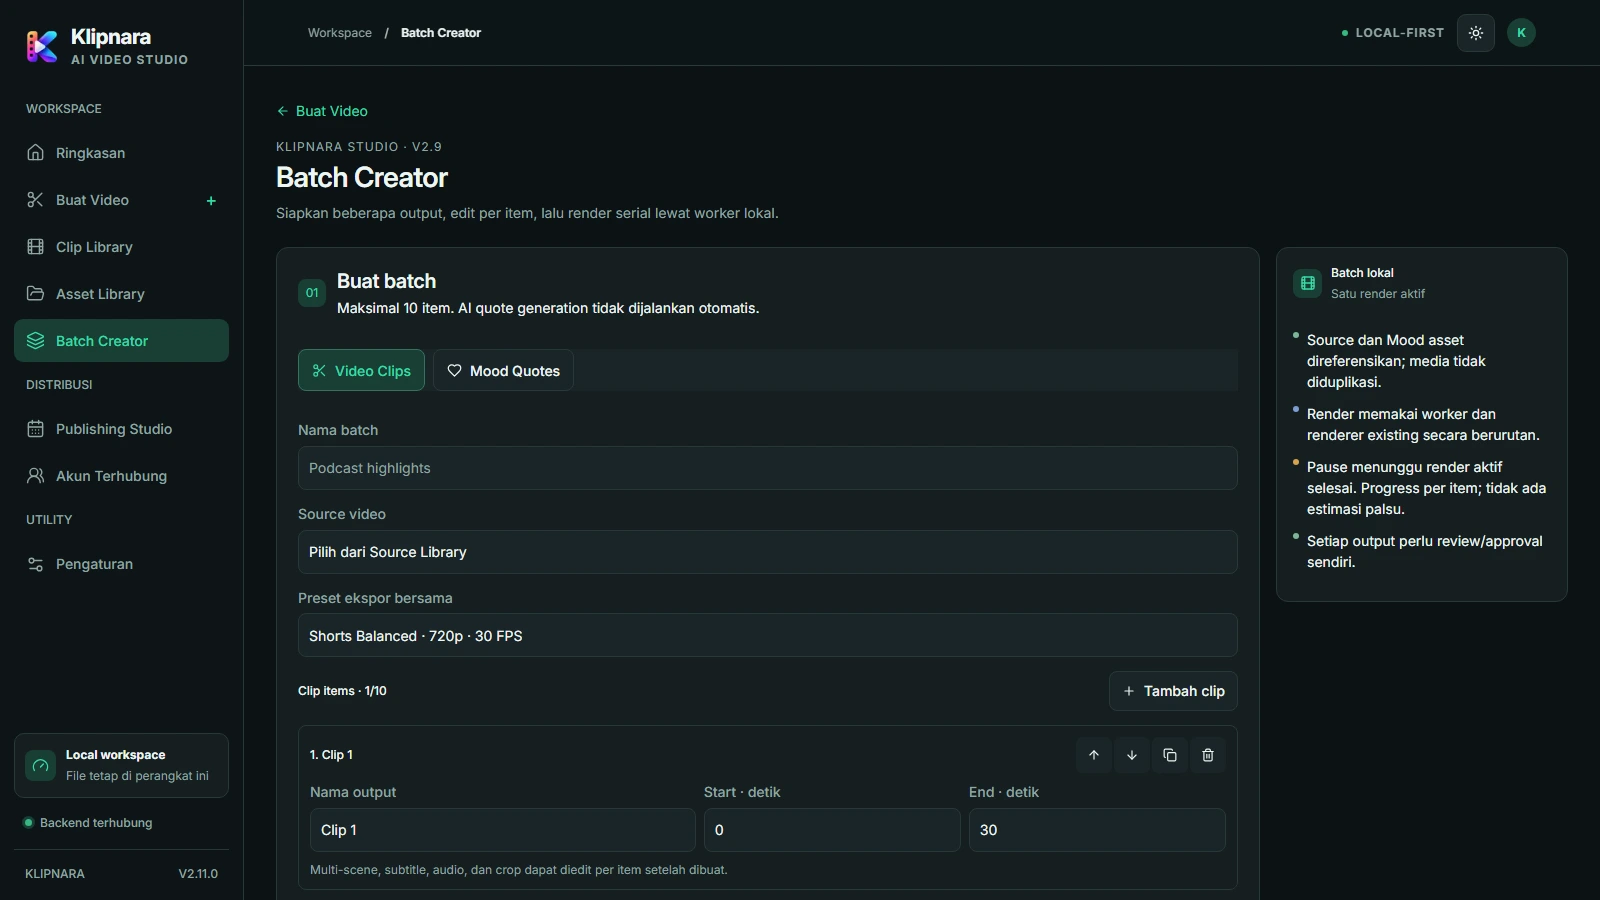 Klipnara
AI VIDEO STUDIO
WORKSPACE
Ringkasan
Buat Video +
Clip Library
Asset Library
Batch Creator
DISTRIBUSI
Publishing Studio
Akun Terhubung
UTILITY
Pengaturan
Local workspace
File tetap di perangkat ini
Backend terhubung
KLIPNARA V2.11.0
Workspace / Batch Creator
LOCAL-FIRST K
← Buat Video
KLIPNARA STUDIO · V2.9
Batch Creator
Siapkan beberapa output, edit per item, lalu render serial lewat worker lokal.
01
Buat batch
Maksimal 10 item. AI quote generation tidak dijalankan otomatis.
Video Clips
Mood Quotes
Nama batch
Podcast highlights
Source video
Pilih dari Source Library
Preset ekspor bersama
Shorts Balanced · 720p · 30 FPS
Clip items · 1/10
+ Tambah clip
1. Clip 1
Nama output
Start · detik
End · detik
Clip 1
0
30
Multi-scene, subtitle, audio, dan crop dapat diedit per item setelah dibuat.
Batch lokal
Satu render aktif
Source dan Mood asset
direferensikan; media tidak
diduplikasi.
Render memakai worker dan
renderer existing secara berurutan.
Pause menunggu render aktif
selesai. Progress per item; tidak ada
estimasi palsu.
Setiap output perlu review/approval
sendiri.